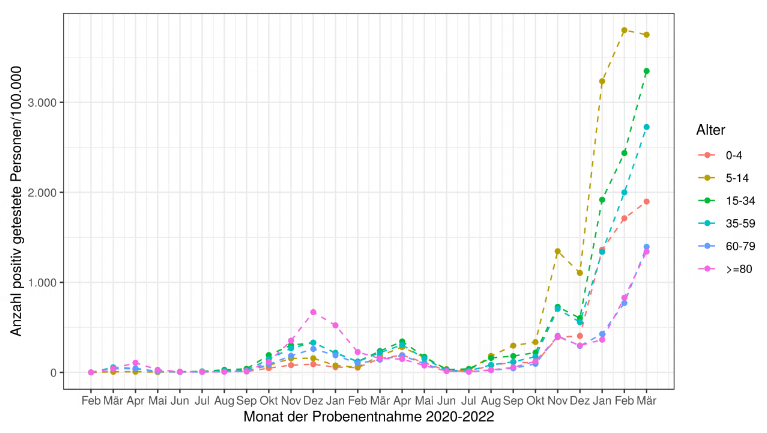 Anzahl positiv getestete Personen/100.000
3.000
2.000
1.000
0
Feb Mär Apr Mai Jun Jul Aug Sep Okt Nov Dez Jan Feb Mär Apr Mai Jun Jul Aug Sep Okt Nov Dez Jan Feb Mär
Monat der Probenentnahme 2020-2022
Alter
0-4
5-14
15-34
35-59
60-79
>=80